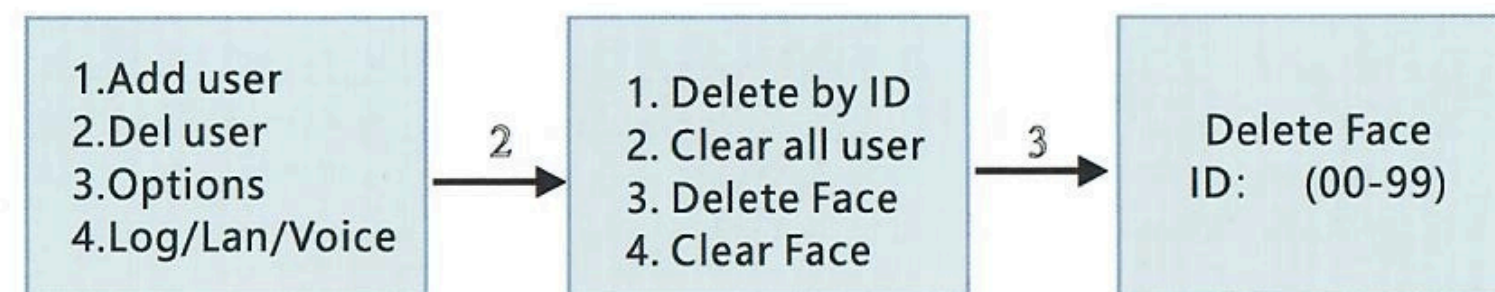 1.Add user
2.Del user
3.Options
4.Log/Lan/Voice
2
1. Delete by ID
2. Clear all user
3. Delete Face
4. Clear Face
3
Delete Face
ID: (00-99)